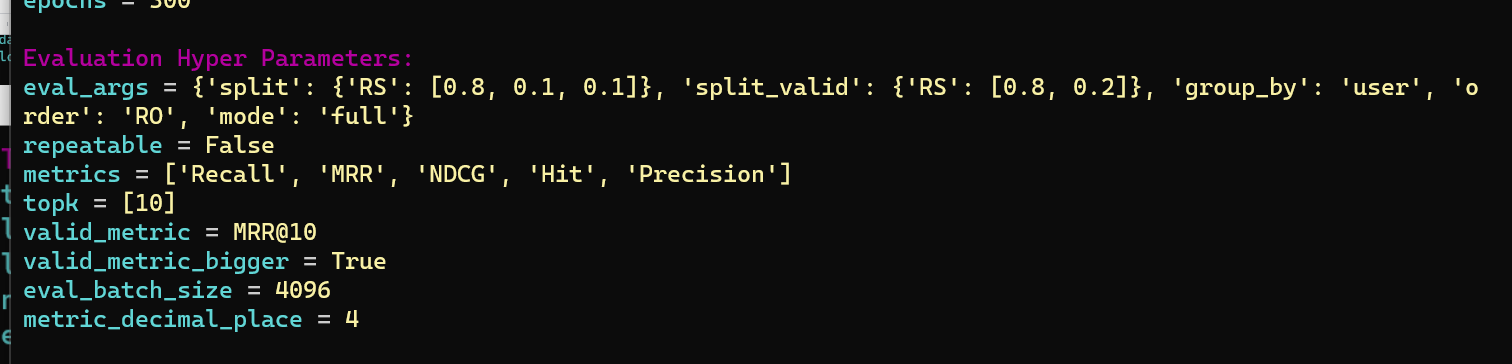 epochs = 300
Evaluation Hyper Parameters:
eval_args = {'split': {'RS': [0.8, 0.1, 0.1]}, 'split_valid': {'RS': [0.8, 0.2]}, 'group_by': 'user', 'o
rder': 'RO', 'mode': 'full'}
repeatable = False
metrics = ['Recall', 'MRR', 'NDCG', 'Hit', 'Precision']
topk = [10]
valid_metric = MRR@10
valid_metric_bigger = True
eval_batch_size = 4096
metric_decimal_place = 4